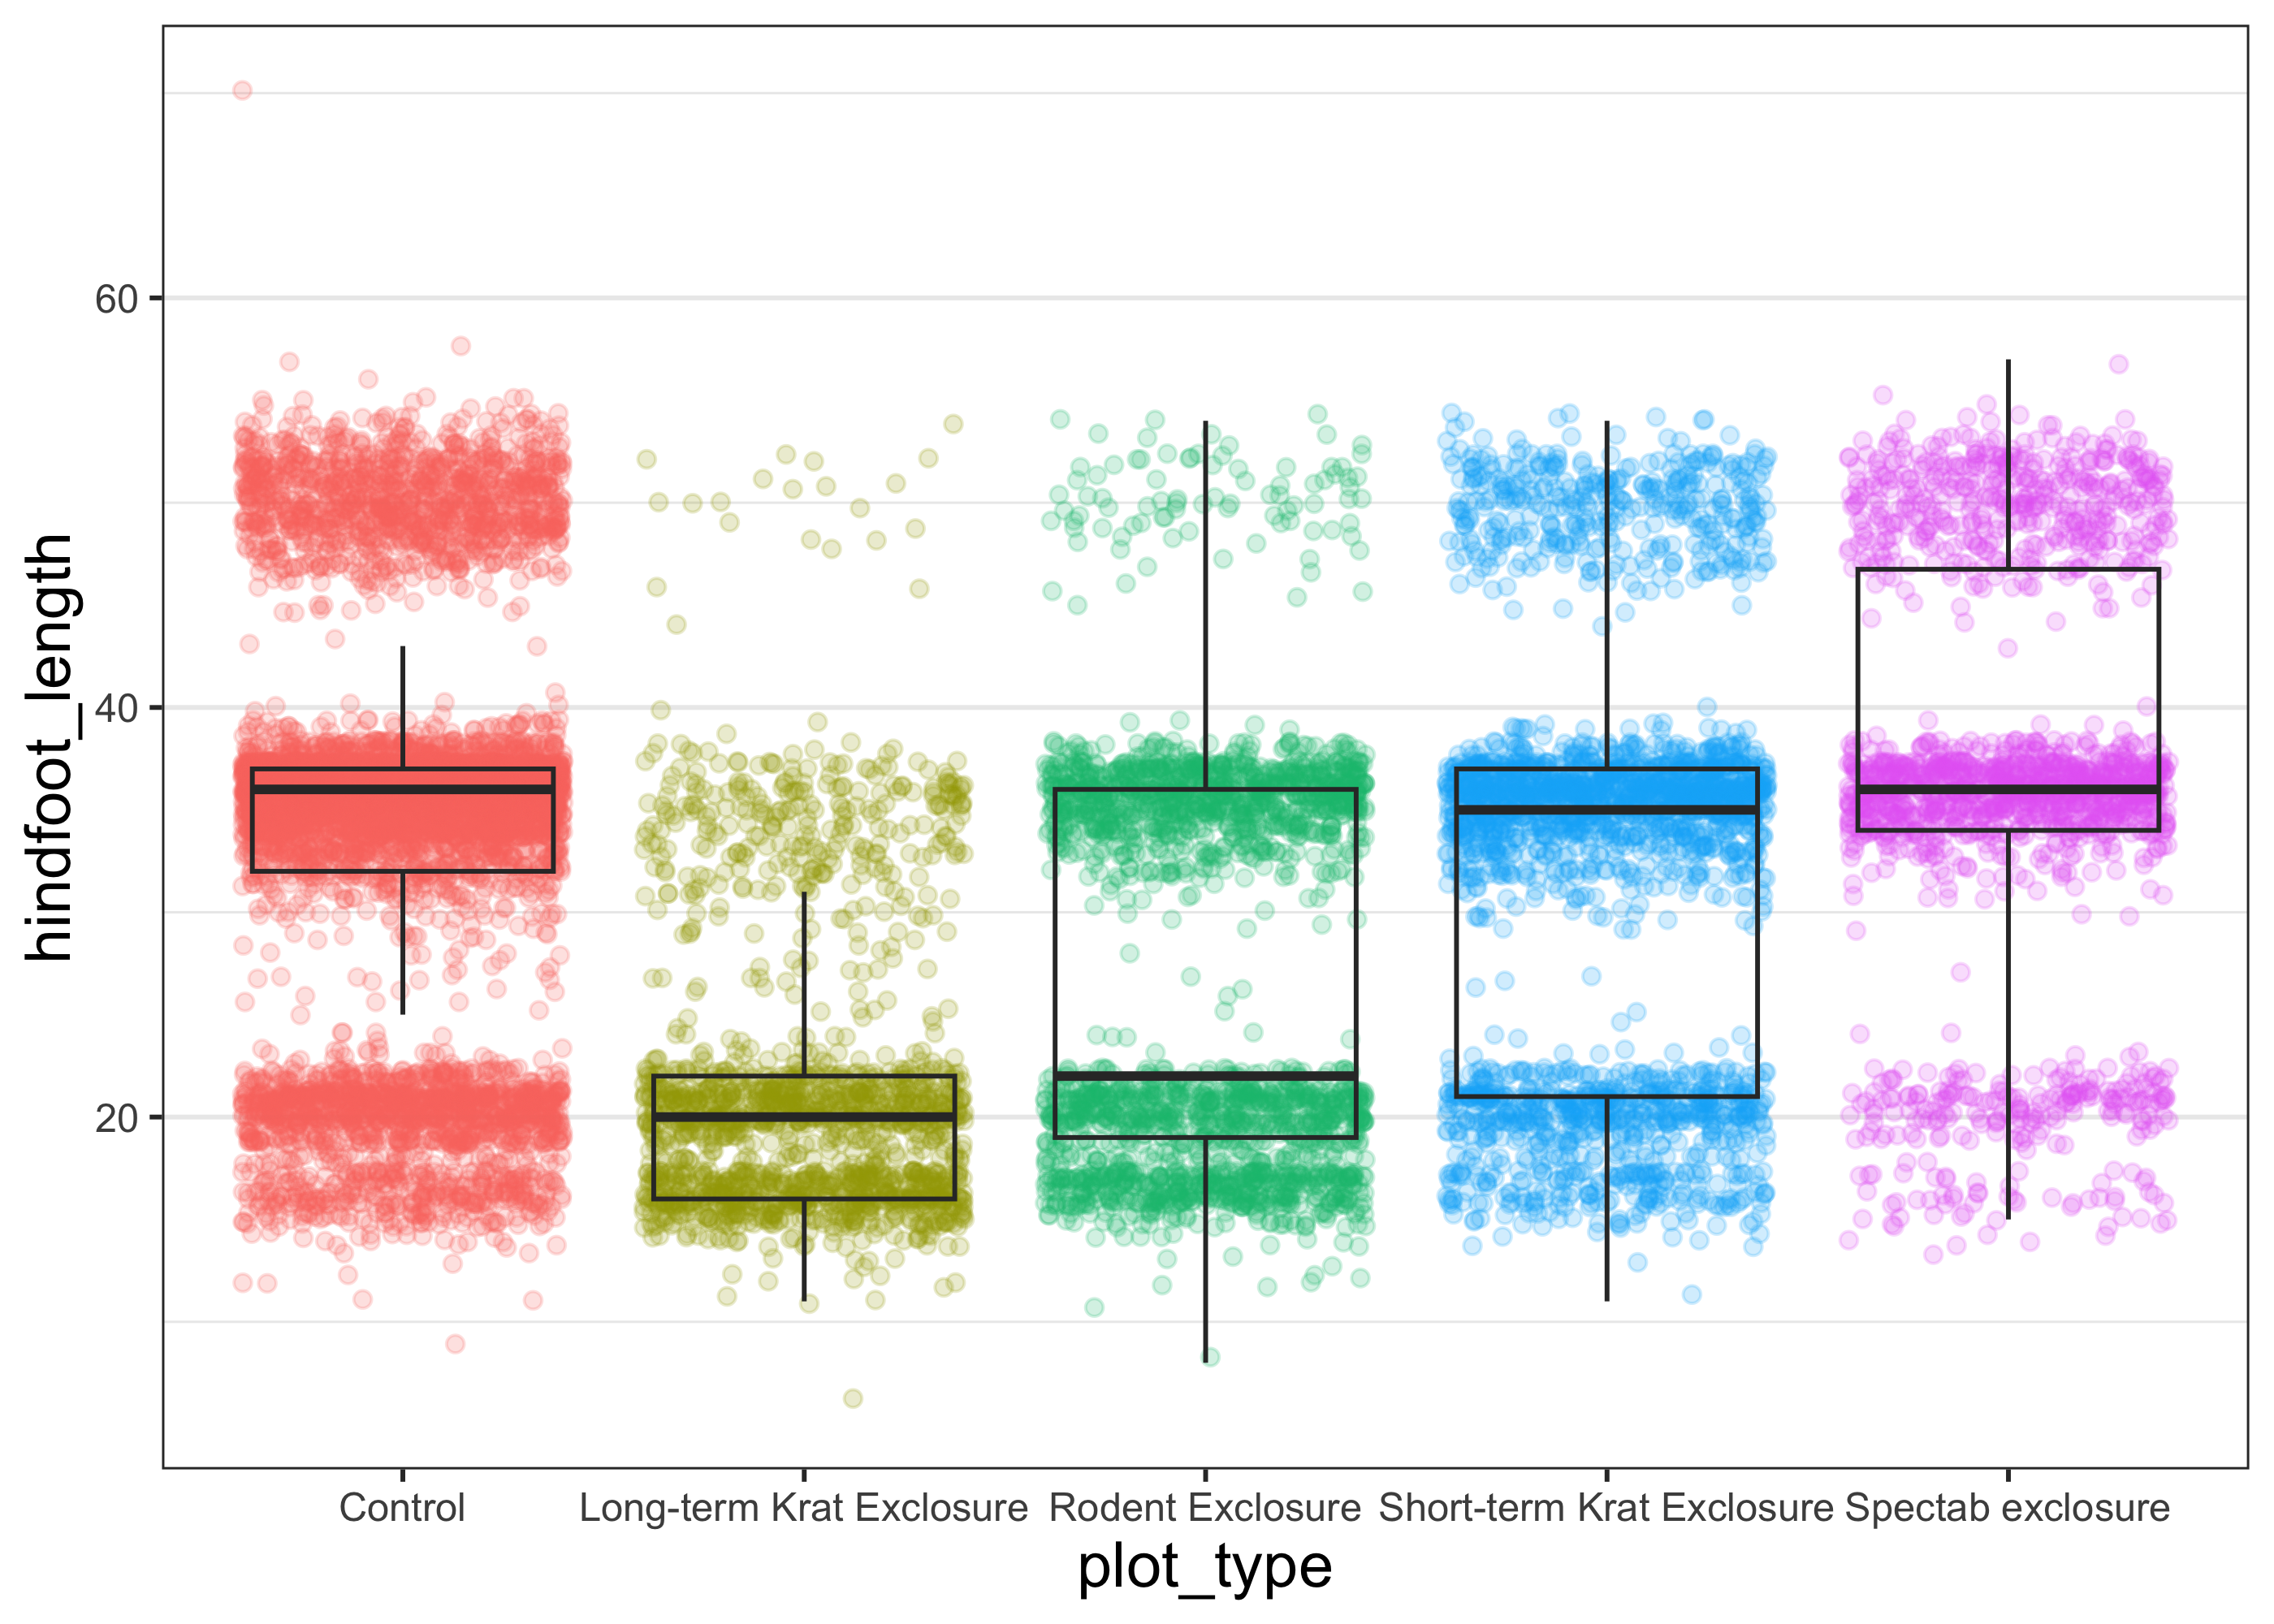 hindfoot_length
60
40
20
Control Long-term Krat Exclosure Rodent Exclosure Short-term Krat Exclosure Spectab exclosure
plot_type